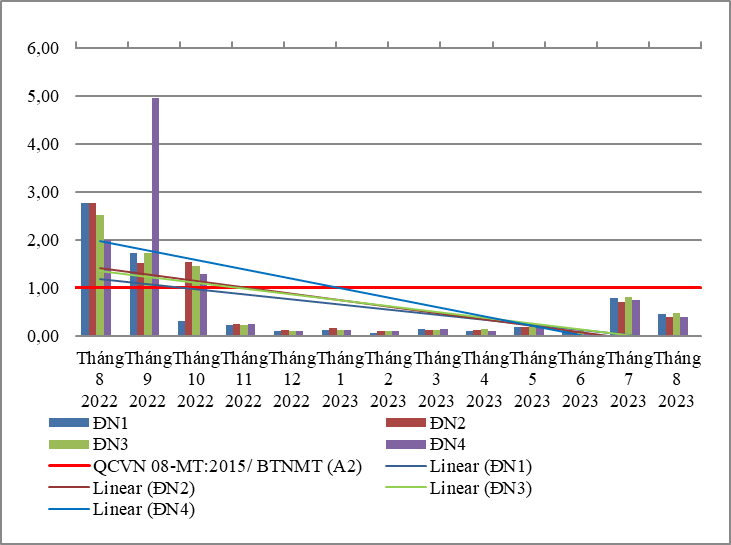 6,00
5,00
4,00
3,00
2,00
1,00
0,00
Tháng 8 2022
Tháng 9 2022
Tháng 10 2022
Tháng 11 2022
Tháng 12 2022
Tháng 1 2023
Tháng 2 2023
Tháng 3 2023
Tháng 4 2023
Tháng 5 2023
Tháng 6 2023
Tháng 7 2023
Tháng 8 2023
ĐN1
ĐN2
ĐN3
ĐN4
QCVN 08-MT:2015/ BTNMT (A2)
Linear (ĐN1)
Linear (ĐN2)
Linear (ĐN3)
Linear (ĐN4)